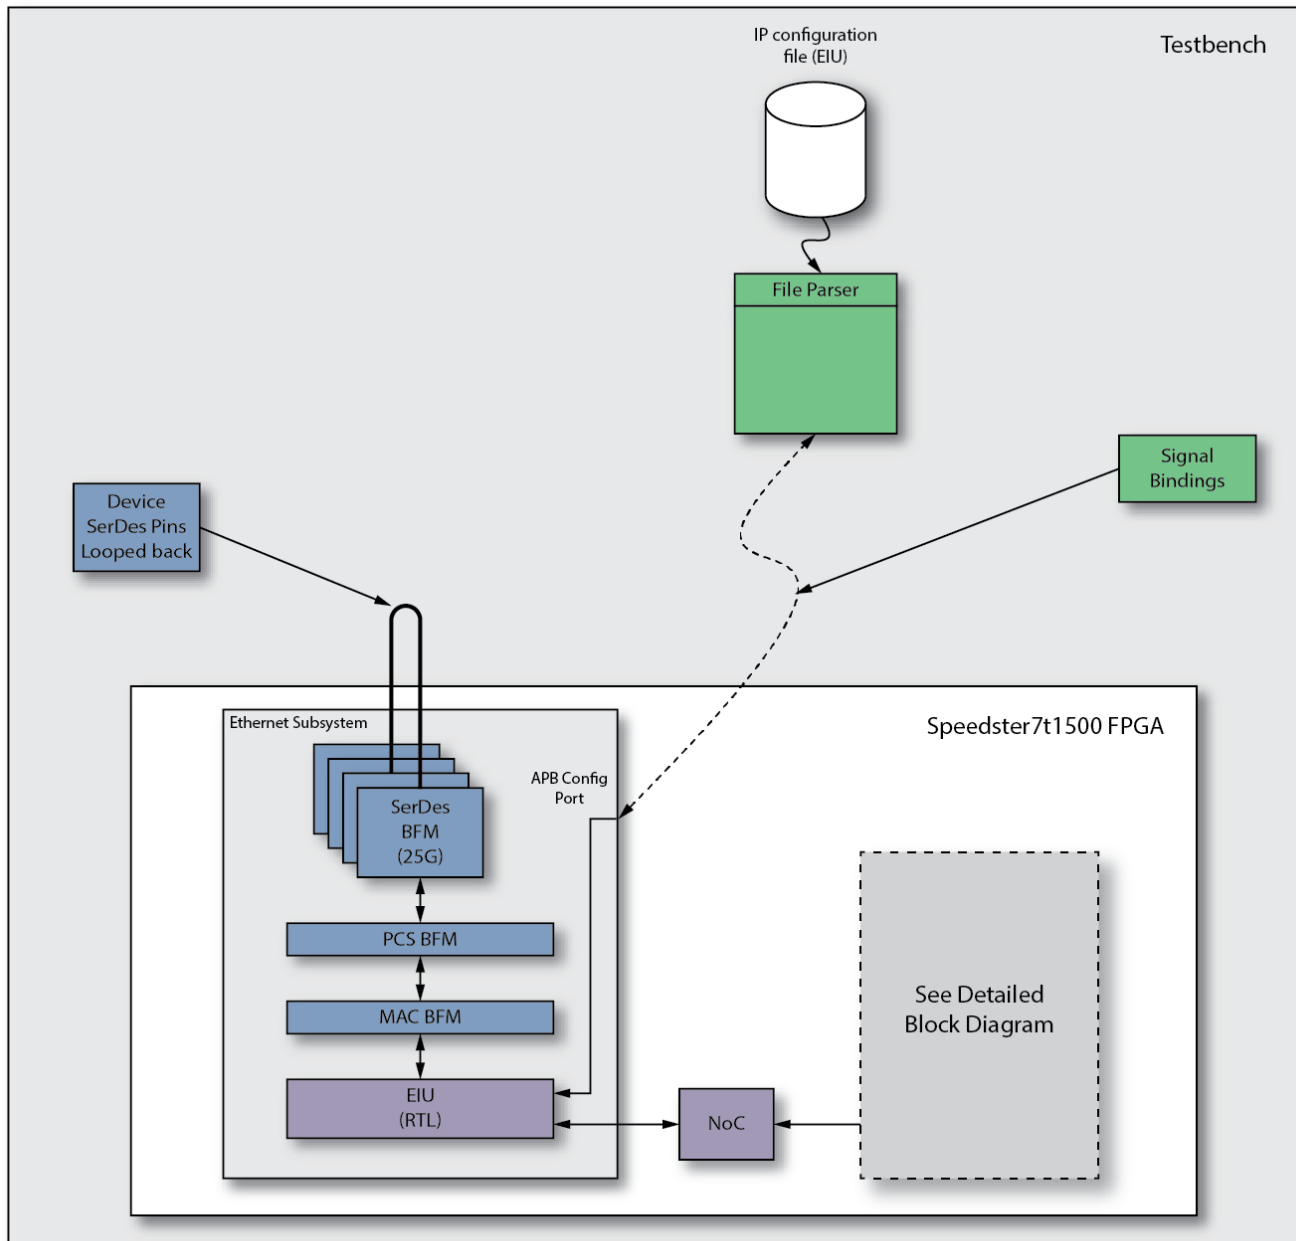 IP configuration
file (EIU)
Testbench
File Parser
Signal
Bindings
Device
SerDes Pins
Looped back
Ethernet Subsystem
Speedster7t1500 FPGA
APB Config
Port
SerDes
BFM
(25G)
PCS BFM
MAC BFM
See Detailed
Block Diagram
EIU
(RTL)
NoC